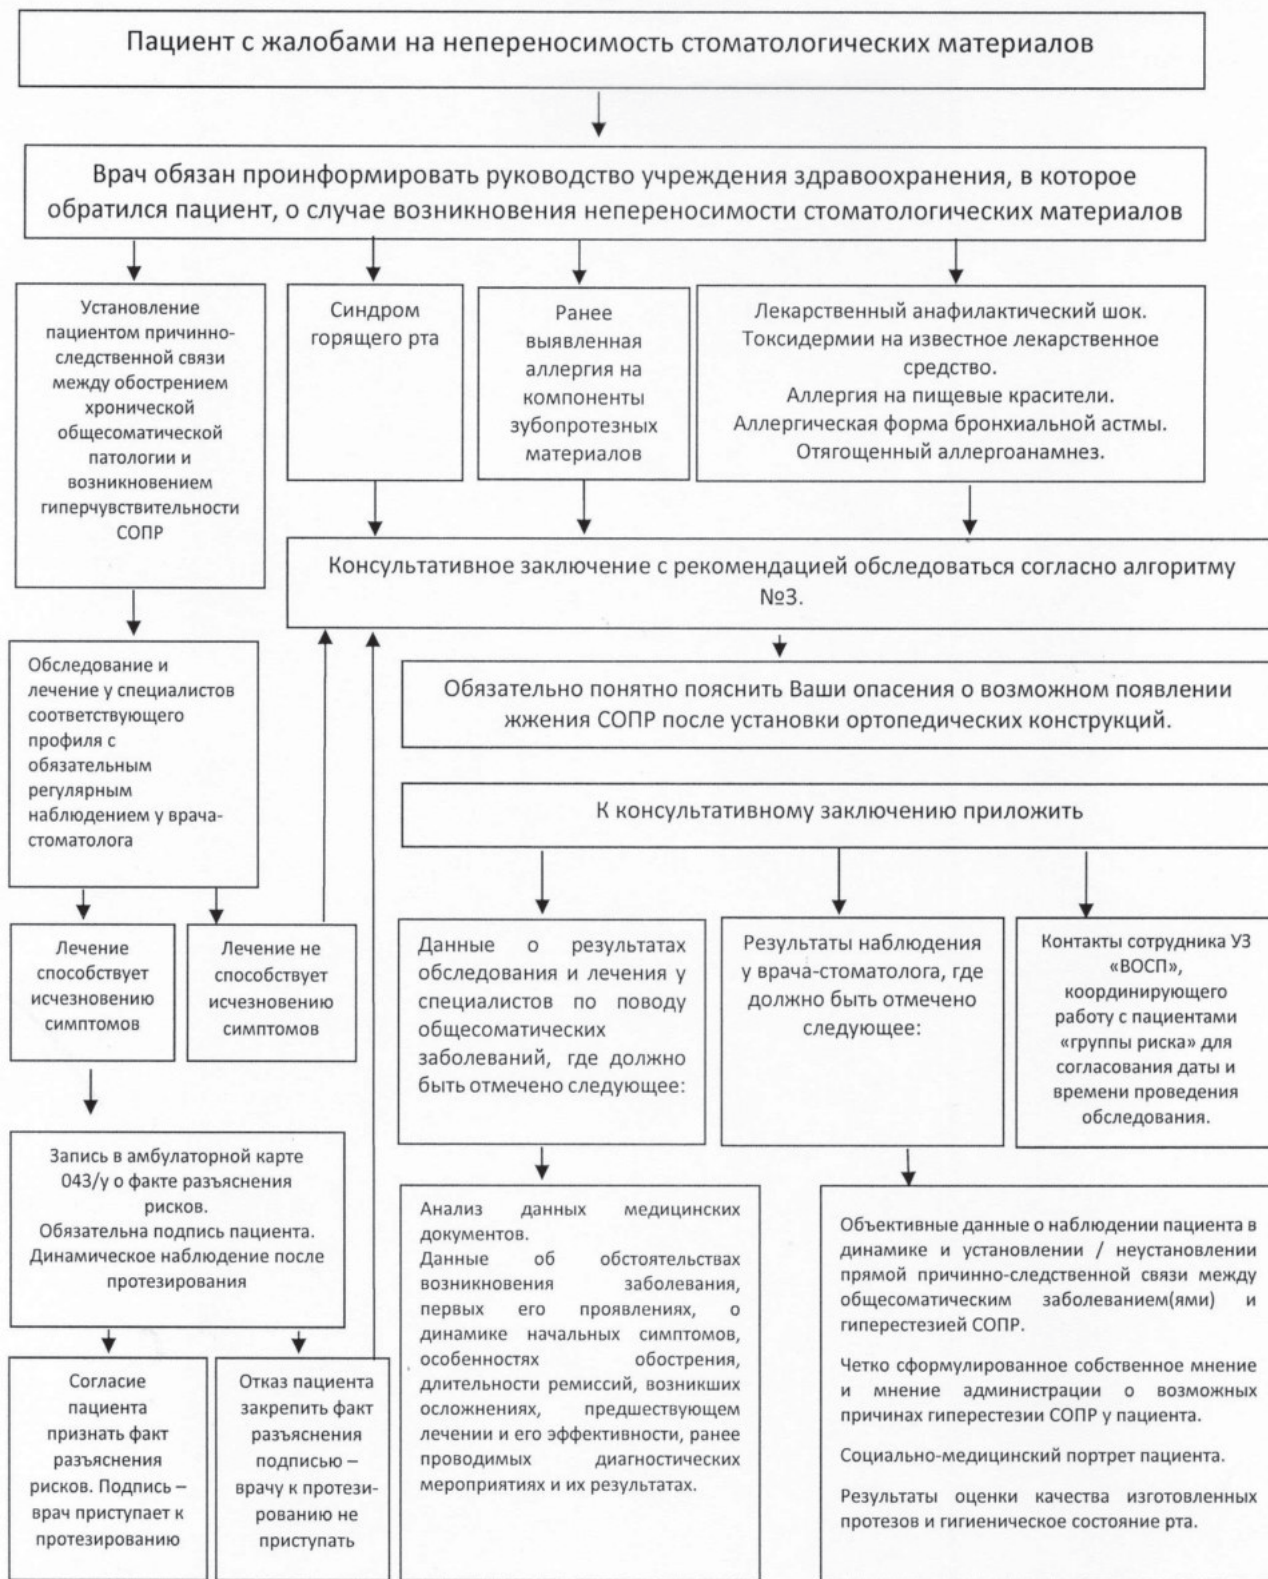 Пациент с жалобами на непереносимость стоматологических материалов
Врач обязан проинформировать руководство учреждения здравоохранения, в которое
обратился пациент, о случае возникновения непереносимости стоматологических материалов
Установление
пациентом причинно-
следственной связи
между обострением
хронической
общесоматической
патологии и
возникновением
гиперчувствительности
СОПР
Синдром
горящего рта
Ранее
выявленная
аллергия на
компоненты
зубопротезных
материалов
Лекарственный анафилактический шок.
Токсидермии на известное лекарственное
средство.
Аллергия на пищевые красители.
Аллергическая форма бронхиальной астмы.
Отягощенный аллергоанамнез.
Консультативное заключение с рекомендацией обследоваться согласно алгоритму
№3.
Обследование и
лечение у специалистов
соответствующего
профиля с
обязательным
регулярным
наблюдением у врача-
стоматолога
Обязательно понятно пояснить Ваши опасения о возможном появлении
жжения СОПР после установки ортопедических конструкций.
К консультативному заключению приложить
Лечение
способствует
исчезновению
симптомов
Лечение не
способствует
исчезновению
симптомов
Данные о результатах
обследования и лечения у
специалистов по поводу
общесоматических
заболеваний, где должно
быть отмечено следующее:
Результаты наблюдения
у врача-стоматолога, где
должно быть отмечено
следующее:
Контакты сотрудника УЗ
«ВОСП»,
координирующего
работу с пациентами
«группы риска» для
согласования даты и
времени проведения
обследования.
Запись в амбулаторной карте
043/у о факте разъяснения
рисков.
Обязательна подпись пациента.
Динамическое наблюдение после
протезирования
Анализ данных медицинских
документов.
Данные об обстоятельствах
возникновения заболевания,
первых его проявлениях, о
динамике начальных симптомов,
особенностях обострения,
длительности ремиссий, возникших
осложнениях, предшествующем
лечении и его эффективности, ранее
проводимых диагностических
мероприятиях и их результатах.
Объективные данные о наблюдении пациента в
динамике и установлении / неустановлении
прямой причинно-следственной связи между
общесоматическим заболеванием(ями) и
гиперестезией СОПР.
Четко сформулированное собственное мнение
и мнение администрации о возможных
причинах гиперестезии СОПР у пациента.
Социально-медицинский портрет пациента.
Результаты оценки качества изготовленных
протезов и гигиеническое состояние рта.
Согласие
пациента
признать факт
разъяснения
рисков. Подпись –
врач приступает к
протезированию
Отказ пациента
закрепить факт
разъяснения
подписью –
врачу к протези-
рованию не
приступать